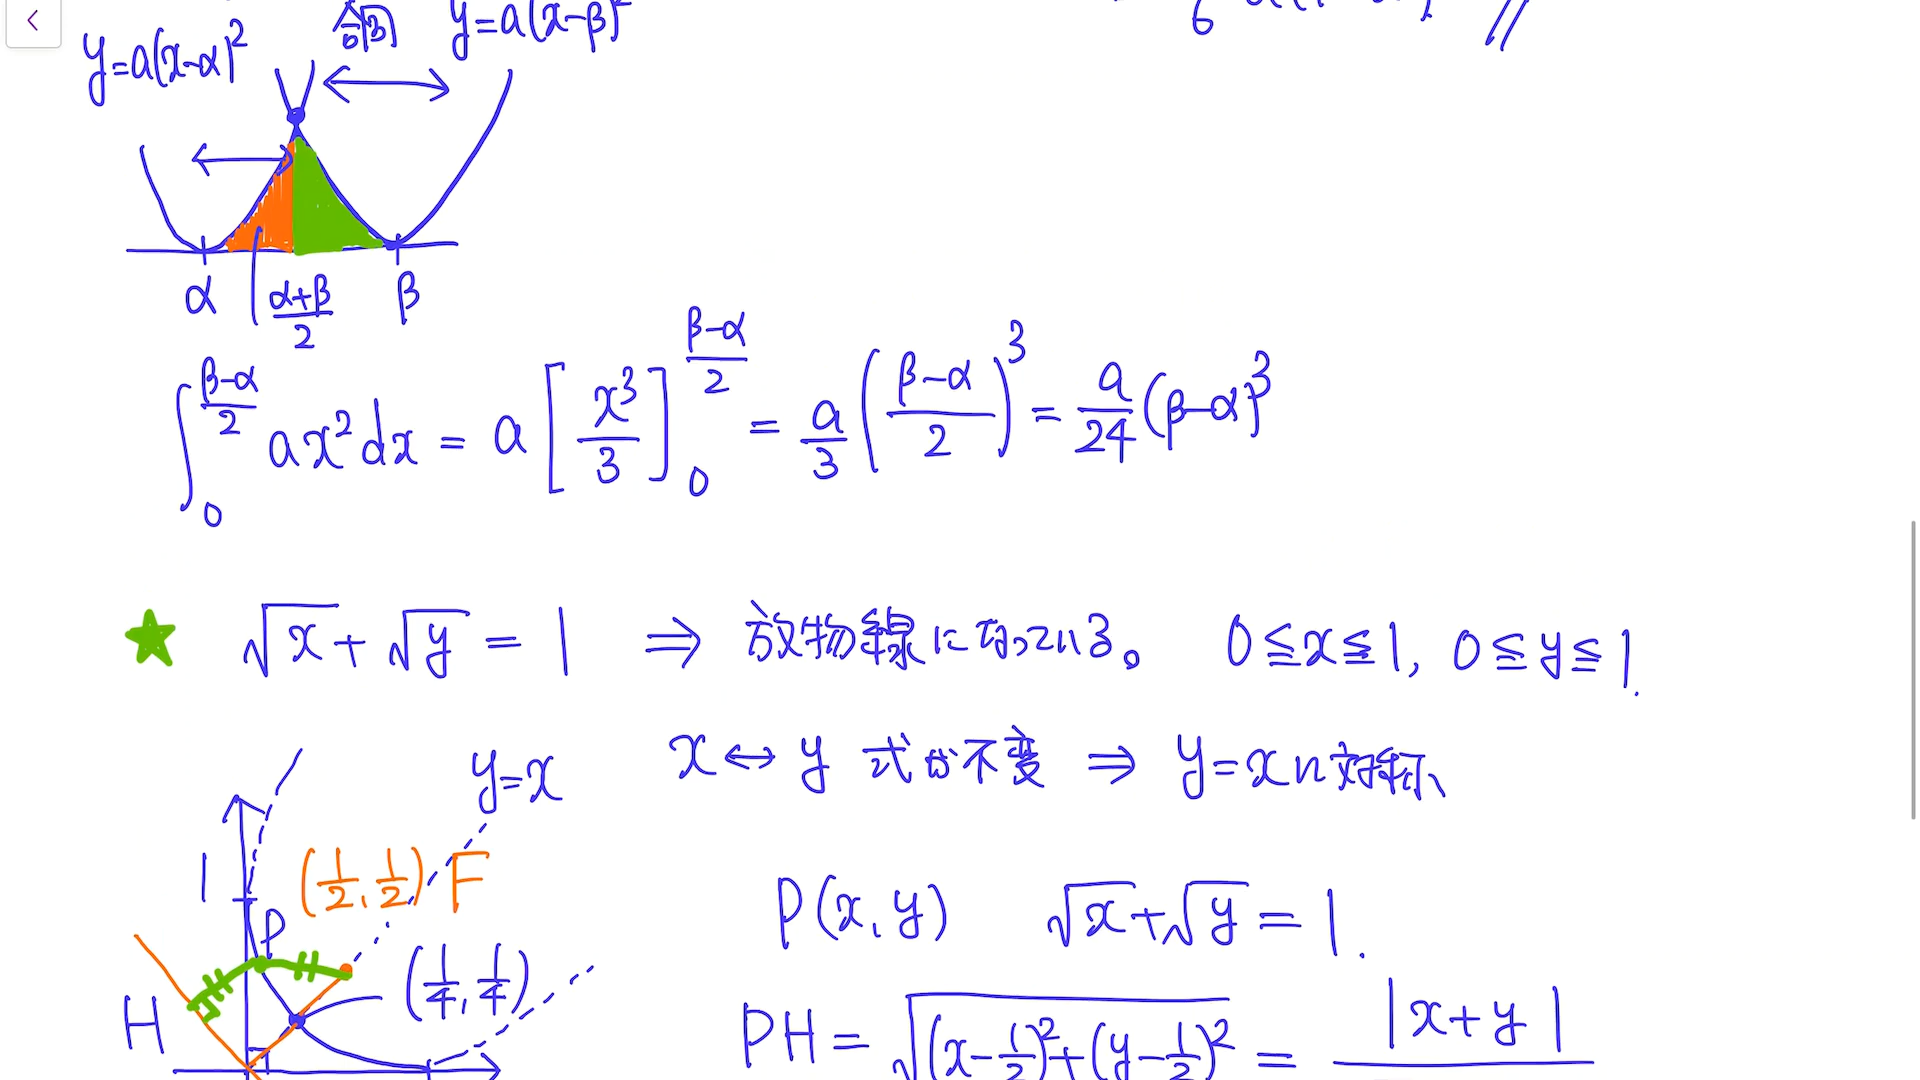 y=a(x-α)² 合同 y=a(x-β)²
6
α α+β/2 β
∫₀^{(β-α)/2} ax²dx = a[x³/3]₀^{(β-α)/2} = a/3((β-α)/2)³ = a/24(β-α)³
★ √x+√y = 1 ⇒ 放物線になっている。 0≦x≦1, 0≦y≦1.
x↔y 式が不変 ⇒ y=xに対称、
y=x
1 (1/2, 1/2) F
P(x,y) √x+√y = 1.
P
(1/4, 1/4)
H
PH = √((x-1/2)²+(y-1/2)²) = |x+y|